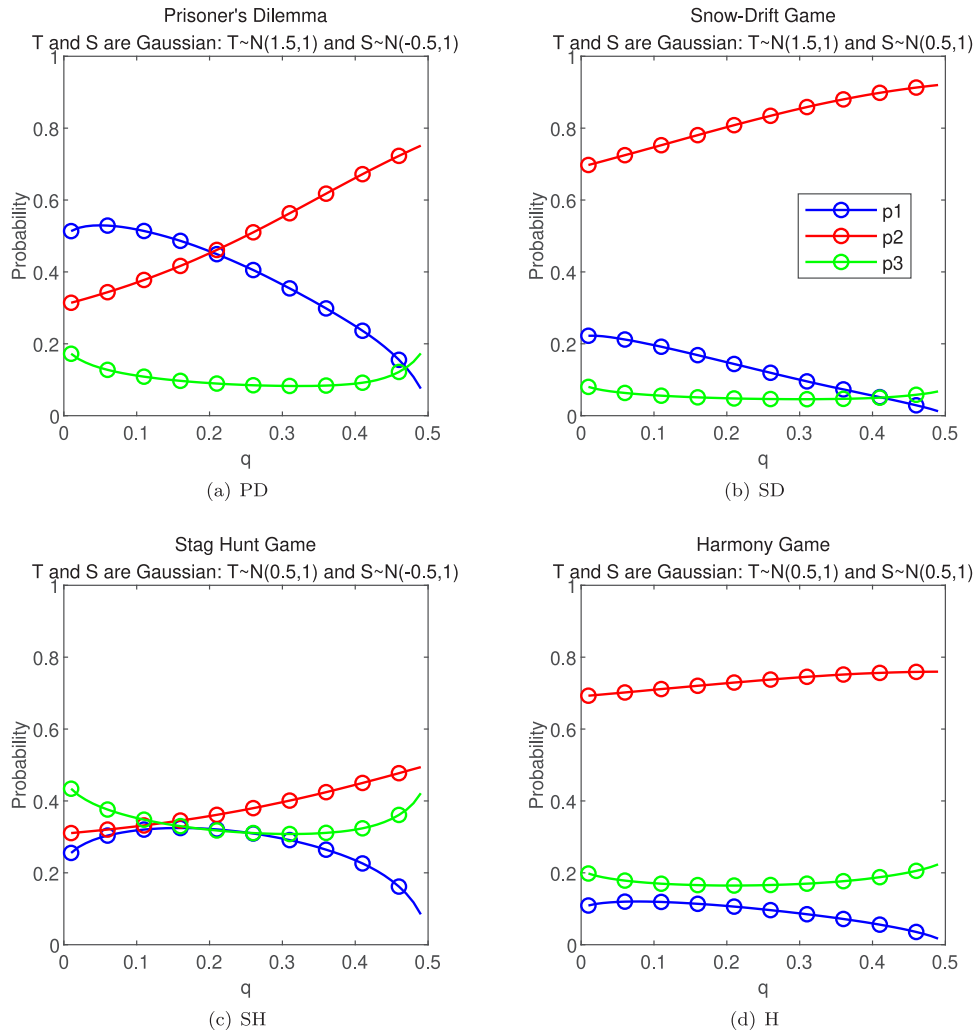 Prisoner's Dilemma
T and S are Gaussian: T~N(1.5,1) and S~N(-0.5,1)
1
0.8
0.6
0.4
0.2
0
Probability
0
0.1
0.2
0.3
0.4
0.5
q
(a) PD
Snow-Drift Game
T and S are Gaussian: T~N(1.5,1) and S~N(0.5,1)
1
0.8
0.6
0.4
0.2
0
Probability
p1
p2
p3
0
0.1
0.2
0.3
0.4
0.5
q
(b) SD
Stag Hunt Game
T and S are Gaussian: T~N(0.5,1) and S~N(-0.5,1)
1
0.8
0.6
0.4
0.2
0
Probability
0
0.1
0.2
0.3
0.4
0.5
q
(c) SH
Harmony Game
T and S are Gaussian: T~N(0.5,1) and S~N(0.5,1)
1
0.8
0.6
0.4
0.2
0
Probability
0
0.1
0.2
0.3
0.4
0.5
q
(d) H